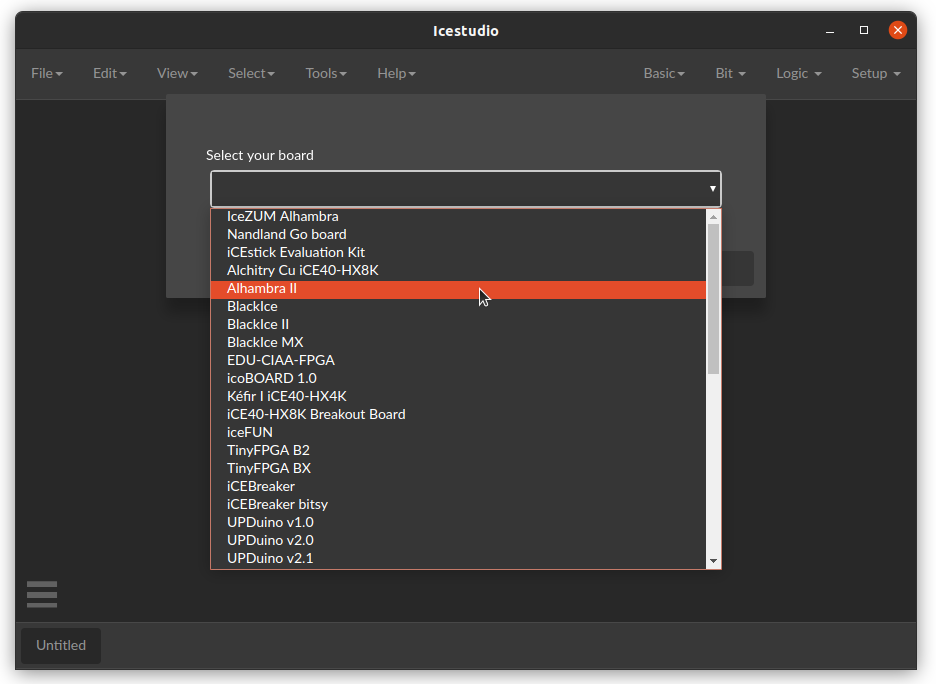 Icestudio
File Edit View Select Tools Help Basic Bit Logic Setup
Select your board
IceZUM Alhambra
Nandland Go board
iCEstick Evaluation Kit
Alchitry Cu iCE40-HX8K
Alhambra II
BlackIce
BlackIce II
BlackIce MX
EDU-CIAA-FPGA
icoBOARD 1.0
Kéfir I iCE40-HX4K
iCE40-HX8K Breakout Board
iceFUN
TinyFPGA B2
TinyFPGA BX
iCEBreaker
iCEBreaker bitsy
UPDuino v1.0
UPDuino v2.0
UPDuino v2.1
Untitled